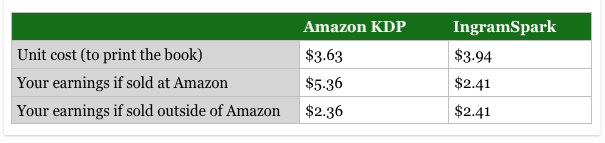 Amazon KDP IngramSpark
Unit cost (to print the book) $3.63 $3.94
Your earnings if sold at Amazon $5.36 $2.41
Your earnings if sold outside of Amazon $2.36 $2.41